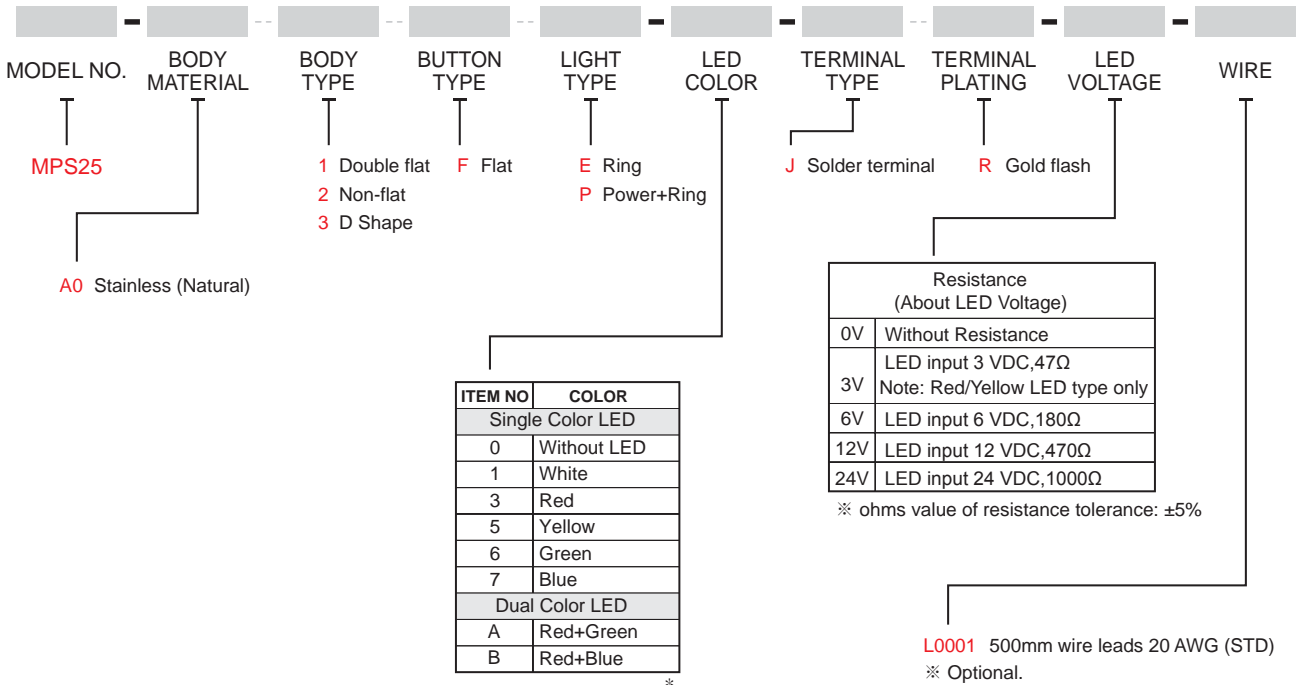 MODEL NO.
BODY
MATERIAL
BODY
TYPE
BUTTON
TYPE
LIGHT
TYPE
LED
COLOR
TERMINAL
TYPE
TERMINAL
PLATING
LED
VOLTAGE
WIRE
MPS25
1 Double flat
2 Non-flat
3 D Shape
F Flat
E Ring
P Power+Ring
J Solder terminal
R Gold flash
A0 Stainless (Natural)
Resistance
(About LED Voltage)
0V Without Resistance
LED input 3 VDC,47Ω
3V Note: Red/Yellow LED type only
6V LED input 6 VDC,180Ω
12V LED input 12 VDC,470Ω
24V LED input 24 VDC,1000Ω
※ ohms value of resistance tolerance: ±5%
ITEM NO COLOR
Single Color LED
0 Without LED
1 White
3 Red
5 Yellow
6 Green
7 Blue
Dual Color LED
A Red+Green
B Red+Blue
*
L0001 500mm wire leads 20 AWG (STD)
※ Optional.